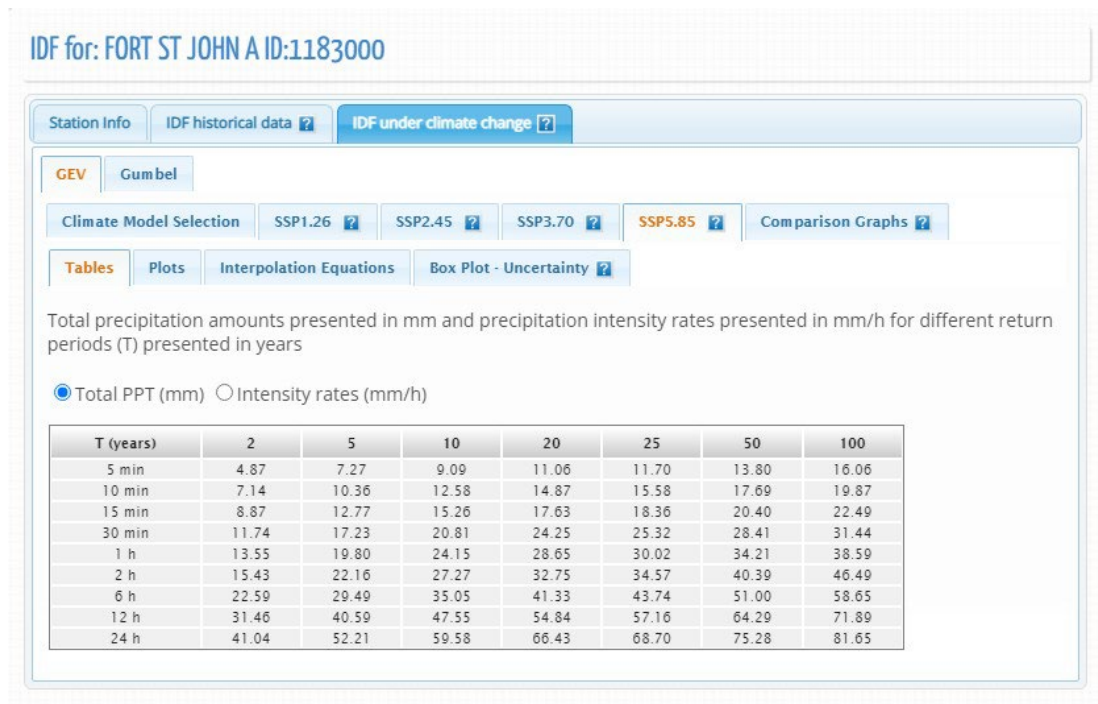 IDF for: FORT ST JOHN A ID:1183000
Station Info IDF historical data ? IDF under climate change ?
GEV Gumbel
Climate Model Selection SSP1.26 ? SSP2.45 ? SSP3.70 ? SSP5.85 ? Comparison Graphs ?
Tables Plots Interpolation Equations Box Plot - Uncertainty ?
Total precipitation amounts presented in mm and precipitation intensity rates presented in mm/h for different return
periods (T) presented in years
Total PPT (mm) Intensity rates (mm/h)
T (years) 2 5 10 20 25 50 100
5 min 4.87 7.27 9.09 11.06 11.70 13.80 16.06
10 min 7.14 10.36 12.58 14.87 15.58 17.69 19.87
15 min 8.87 12.77 15.26 17.63 18.36 20.40 22.49
30 min 11.74 17.23 20.81 24.25 25.32 28.41 31.44
1 h 13.55 19.80 24.15 28.65 30.02 34.21 38.59
2 h 15.43 22.16 27.27 32.75 34.57 40.39 46.49
6 h 22.59 29.49 35.05 41.33 43.74 51.00 58.65
12 h 31.46 40.59 47.55 54.84 57.16 64.29 71.89
24 h 41.04 52.21 59.58 66.43 68.70 75.28 81.65